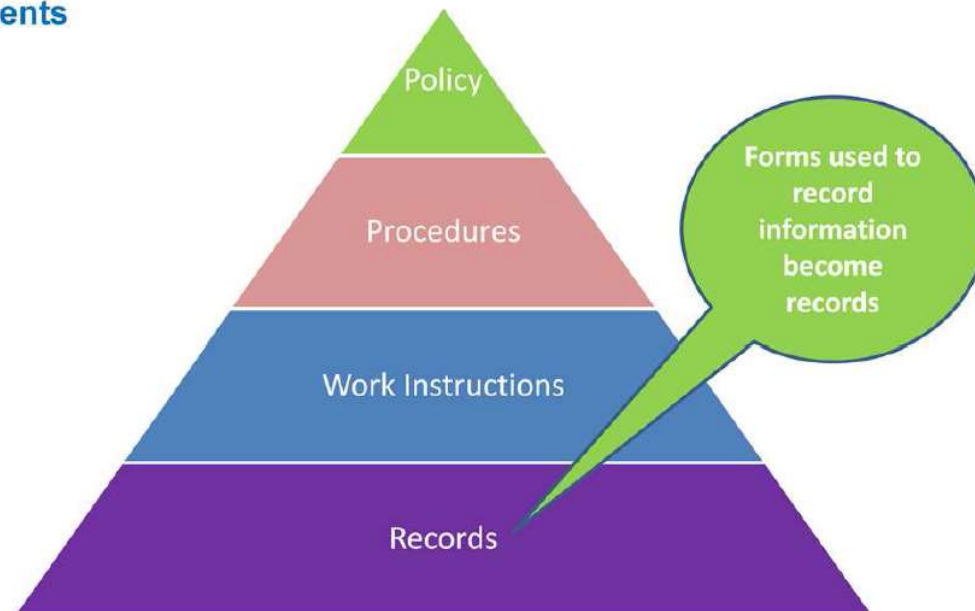 ents
Policy
Forms used to
record
information
become
records
Procedures
Work Instructions
Records